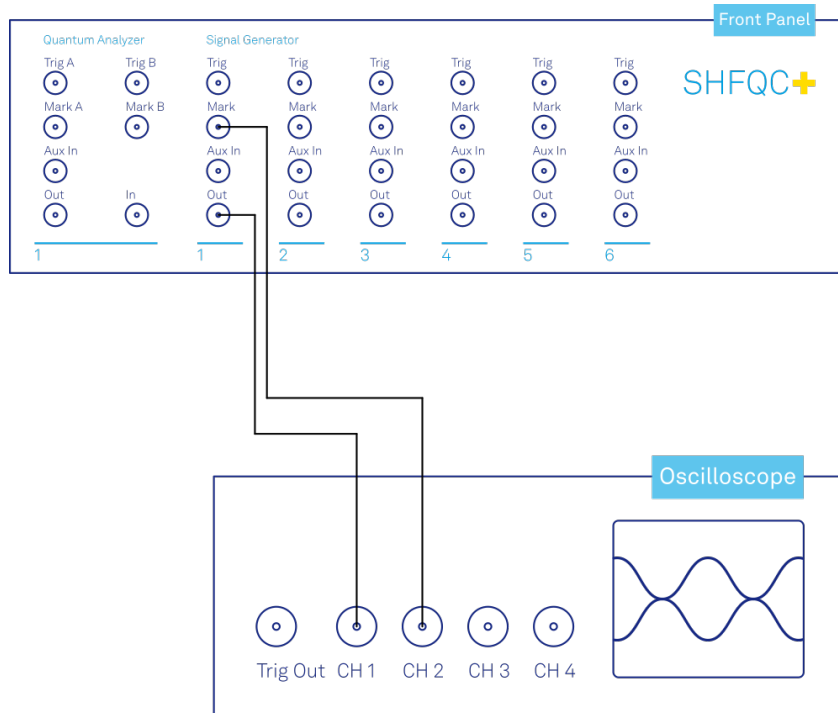 Front Panel
Quantum Analyzer Signal Generator
Trig A Trig B Trig Trig Trig Trig Trig Trig
SHFQC+
Mark A Mark B Mark Mark Mark Mark Mark Mark
Aux In Aux In Aux In Aux In Aux In Aux In Aux In
Out In Out Out Out Out Out Out
1 1 2 3 4 5 6
Oscilloscope
Trig Out CH 1 CH 2 CH 3 CH 4